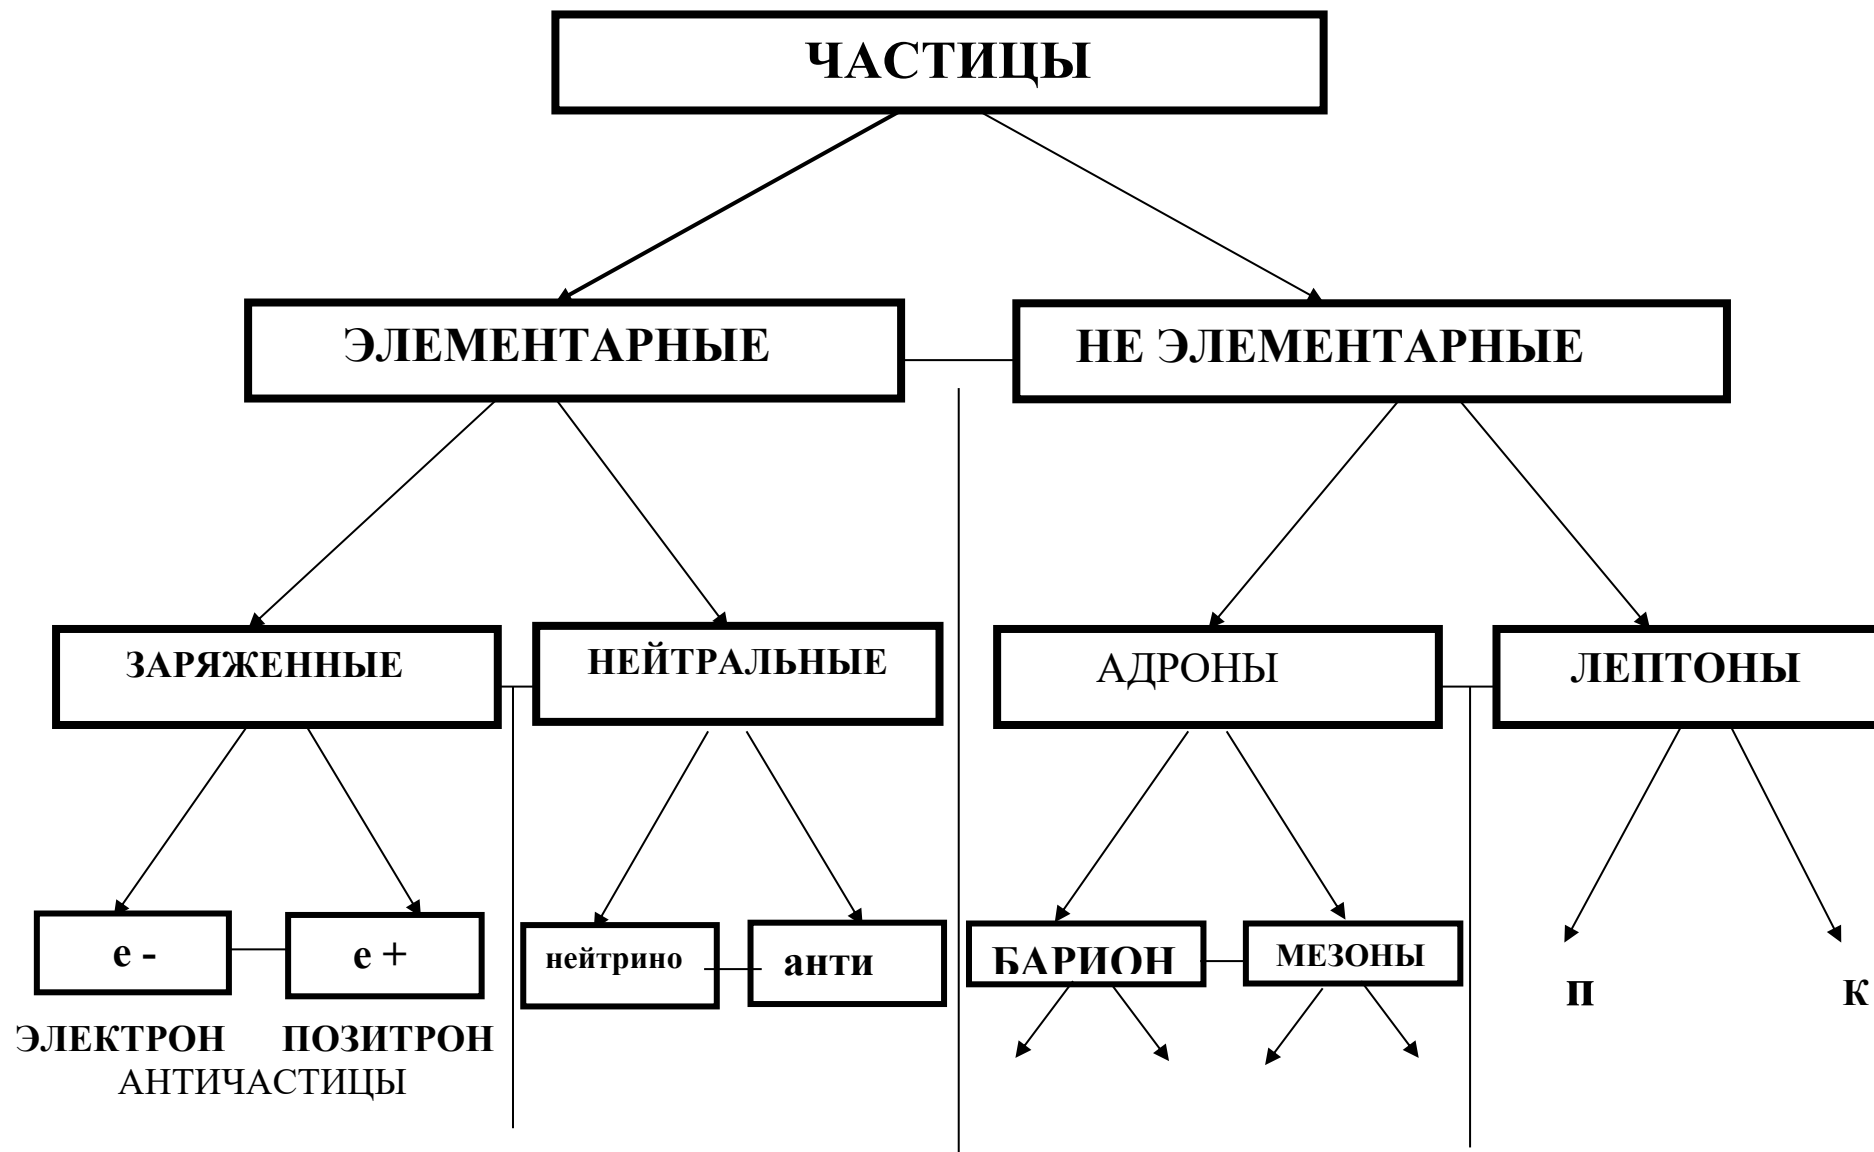 ЧАСТИЦЫ
ЭЛЕМЕНТАРНЫЕ
НЕ ЭЛЕМЕНТАРНЫЕ
ЗАРЯЖЕННЫЕ
НЕЙТРАЛЬНЫЕ
АДРОНЫ
ЛЕПТОНЫ
е -
е +
нейтрино
анти
БАРИОН
МЕЗОНЫ
П
К
ЭЛЕКТРОН
ПОЗИТРОН
АНТИЧАСТИЦЫ